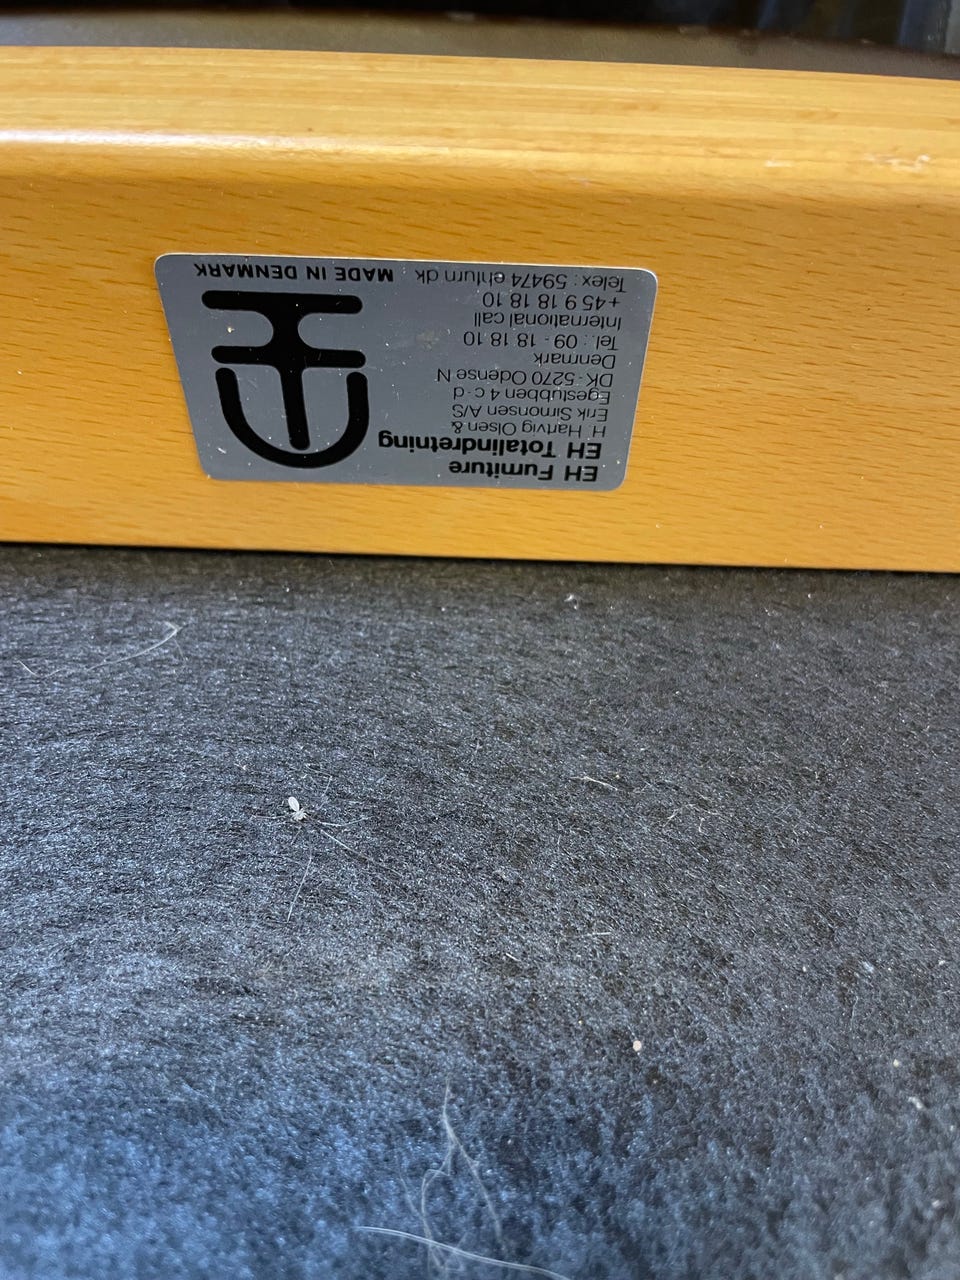 EH Furniture
EH Totalindretning
H. Hartvig Olsen &
Erik Simonsen A/S
Egestubben 4 c-d
DK-5270 Odense N
Denmark
Tel.: 09 - 18 18 10
International call
+45 9 18 18 10
Telex: 59474 ehfurn dk
MADE IN DENMARK